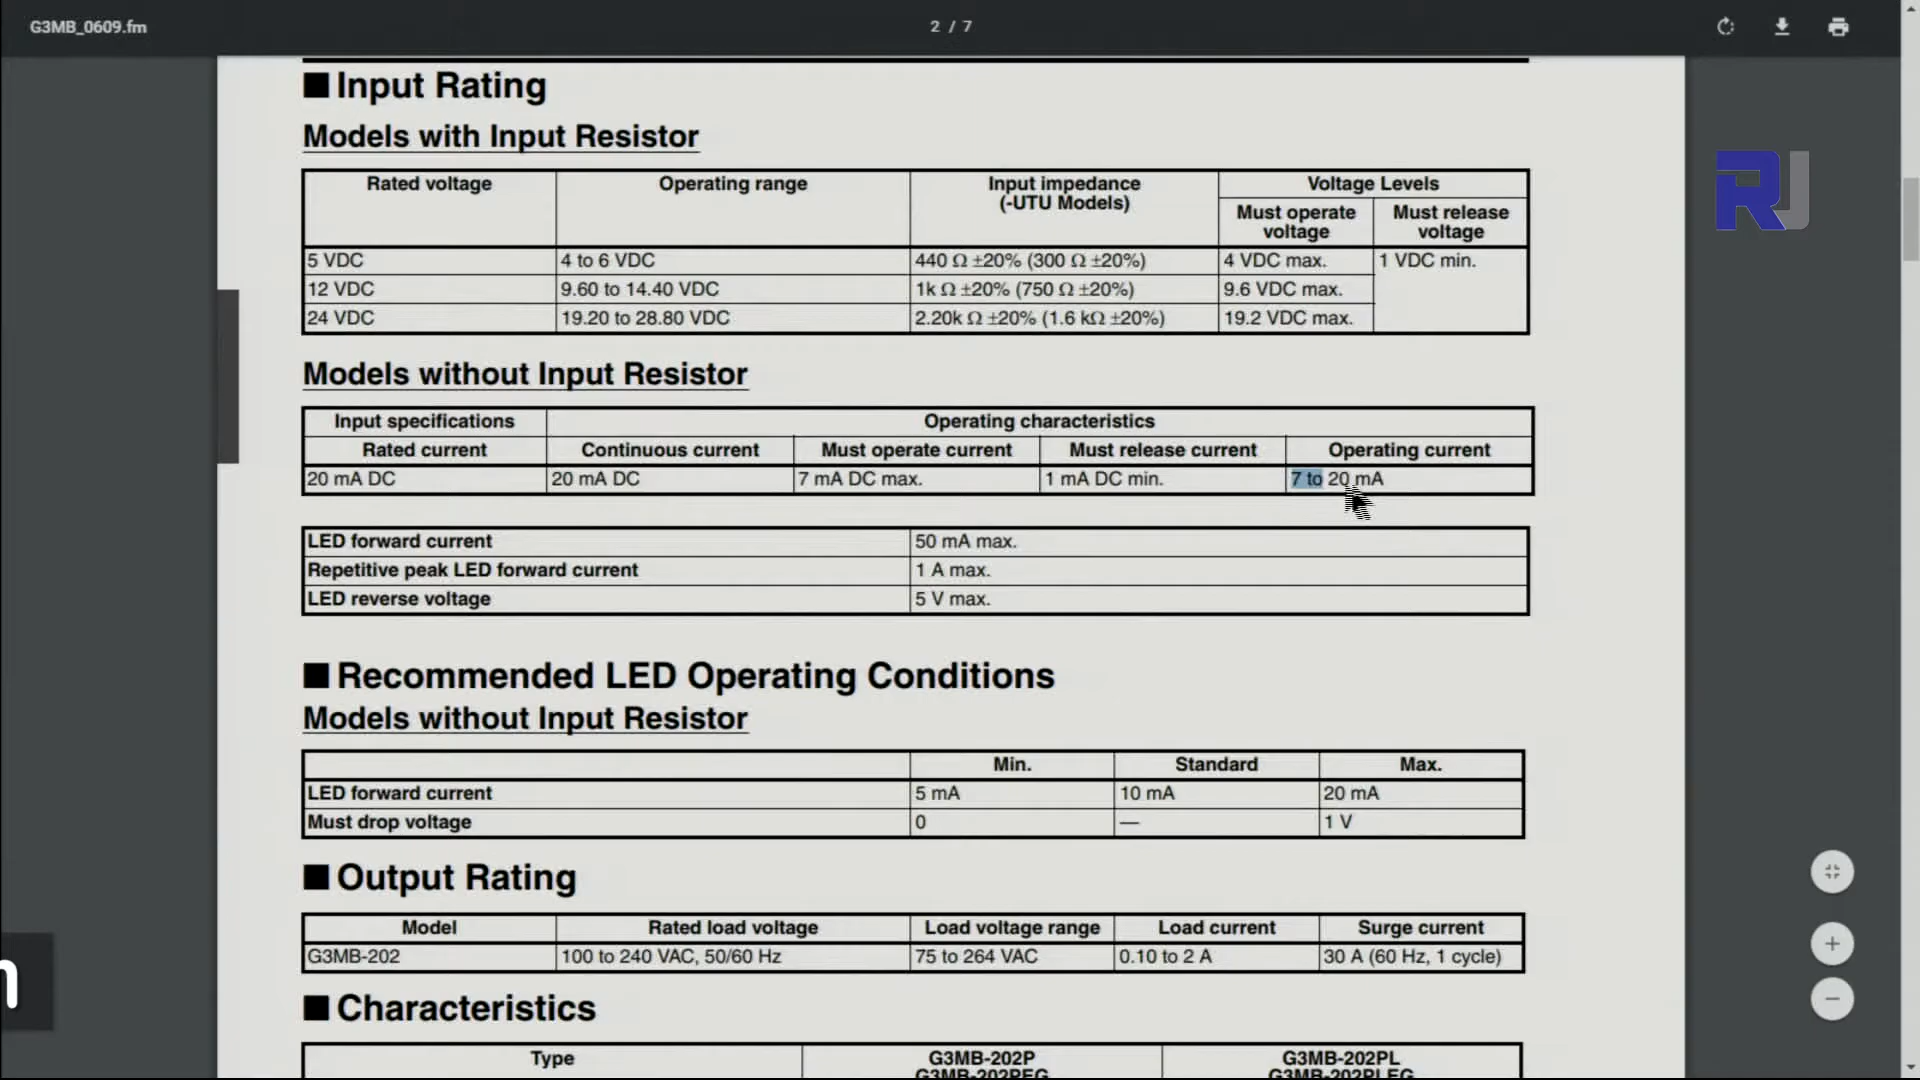 G3MB_0609.fm
2 / 7
■ Input Rating
Models with Input Resistor
Rated voltage Operating range Input impedance (-UTU Models) Voltage Levels
Must operate voltage Must release voltage
5 VDC 4 to 6 VDC 440 Ω ±20% (300 Ω ±20%) 4 VDC max. 1 VDC min.
12 VDC 9.60 to 14.40 VDC 1k Ω ±20% (750 Ω ±20%) 9.6 VDC max.
24 VDC 19.20 to 28.80 VDC 2.20k Ω ±20% (1.6 kΩ ±20%) 19.2 VDC max.
Models without Input Resistor
Input specifications Operating characteristics
Rated current Continuous current Must operate current Must release current Operating current
20 mA DC 20 mA DC 7 mA DC max. 1 mA DC min. 7 to 20 mA
LED forward current 50 mA max.
Repetitive peak LED forward current 1 A max.
LED reverse voltage 5 V max.
■ Recommended LED Operating Conditions
Models without Input Resistor
Min. Standard Max.
LED forward current 5 mA 10 mA 20 mA
Must drop voltage 0 — 1 V
■ Output Rating
Model Rated load voltage Load voltage range Load current Surge current
G3MB-202 100 to 240 VAC, 50/60 Hz 75 to 264 VAC 0.10 to 2 A 30 A (60 Hz, 1 cycle)
■ Characteristics
Type G3MB-202P G3MB-202PL
G3MB-202PEG G3MB-202PLEG
RJ